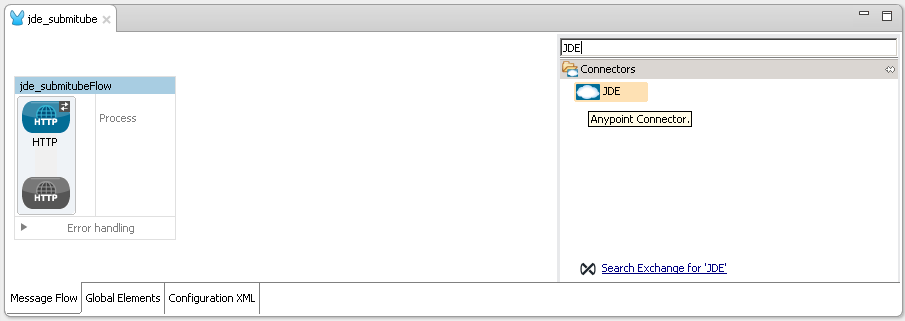 jde_submitube
JDE
Connectors
JDE
Anypoint Connector.
jde_submitubeFlow
HTTP
HTTP
Process
HTTP
Error handling
Search Exchange for 'JDE'
Message Flow
Global Elements
Configuration XML